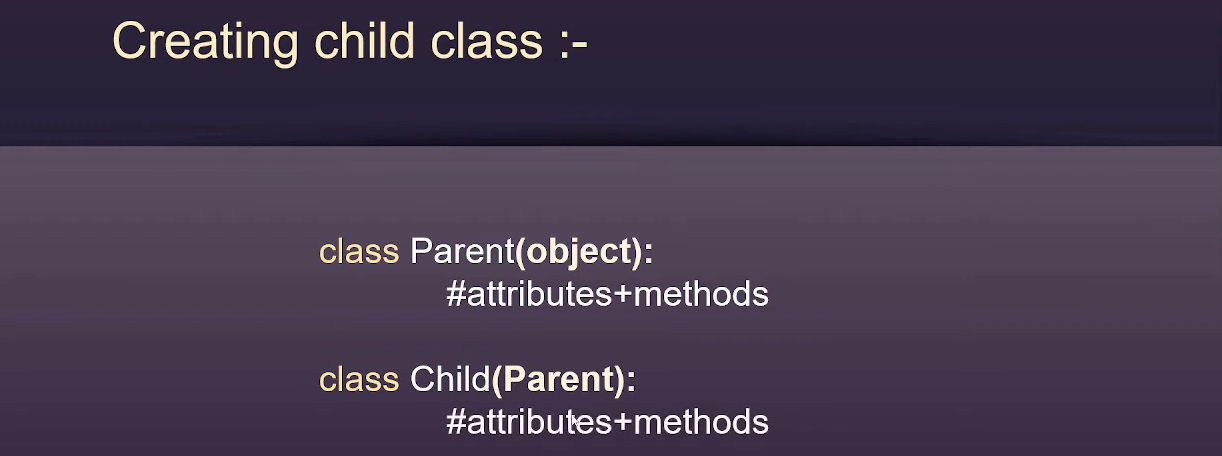 Creating child class :-
class Parent(object):
#attributes+methods
class Child(Parent):
#attributes+methods